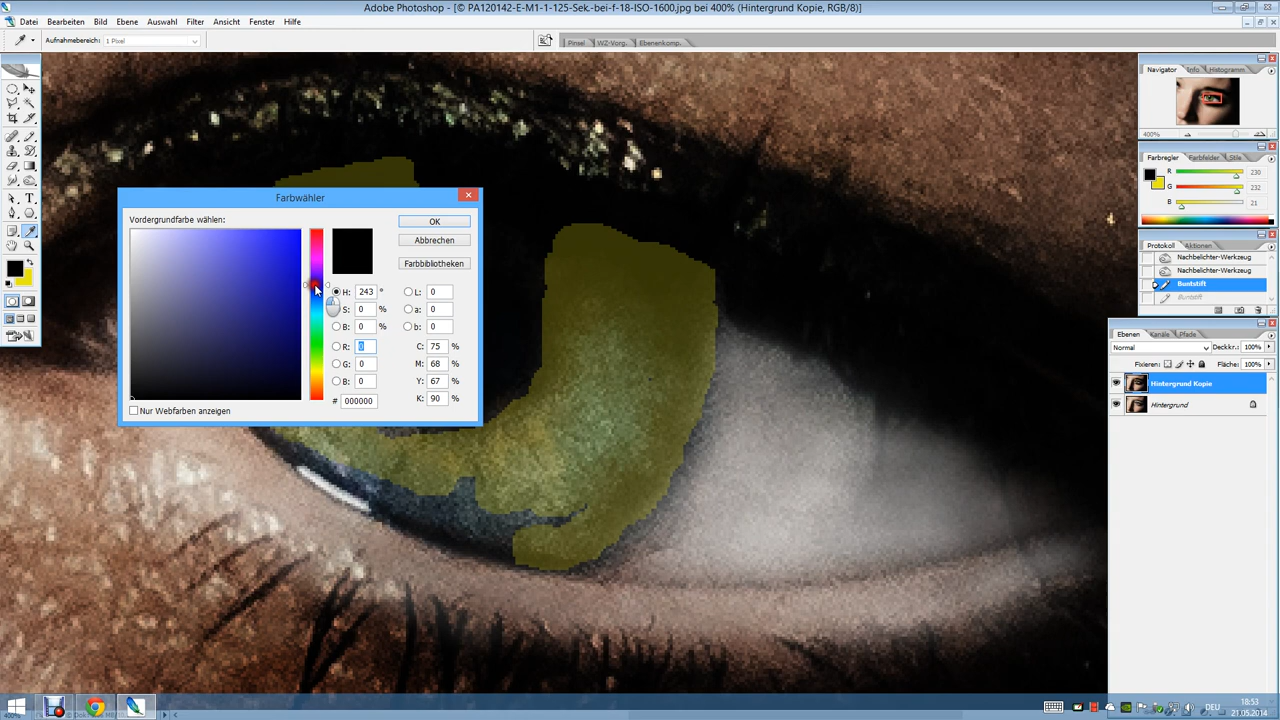 Adobe Photoshop - [© PA120142-E-M1-1-125-Sek.-bei-f-18-ISO-1600.jpg bei 400% (Hintergrund Kopie, RGB/8)]
Datei Bearbeiten Bild Ebene Auswahl Filter Ansicht Fenster Hilfe
Aufnahmebereich: 1 Pixel
Pinsel WZ-Vorg. Ebenenkomp.
Navigator Info Histogramm
400%
Farbregler Farbfelder Stile
R 230
G 232
B 21
Protokoll Aktionen
Nachbelichter-Werkzeug
Nachbelichter-Werkzeug
Buntstift
Buntstift
Ebenen Kanäle Pfade
Normal Deckkr.: 100%
Fixieren: Fläche: 100%
Hintergrund Kopie
Hintergrund
Farbwähler
Vordergrundfarbe wählen:
OK
Abbrechen
Farbbibliotheken
H: 243 °
S: 0 %
B: 0 %
R: 0
G: 0
B: 0
# 000000
L: 0
a: 0
b: 0
C: 75 %
M: 68 %
Y: 67 %
K: 90 %
Nur Webfarben anzeigen
400%
DEU
18:53
21.05.2014